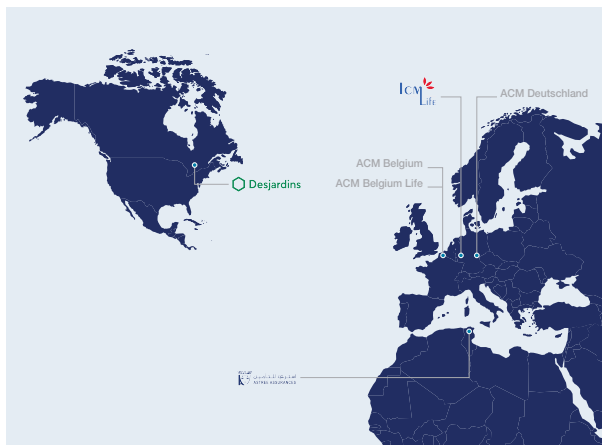 ICM
Life
ACM Deutschland
ACM Belgium
ACM Belgium Life
Desjardins
ASTREE ASSURANCES